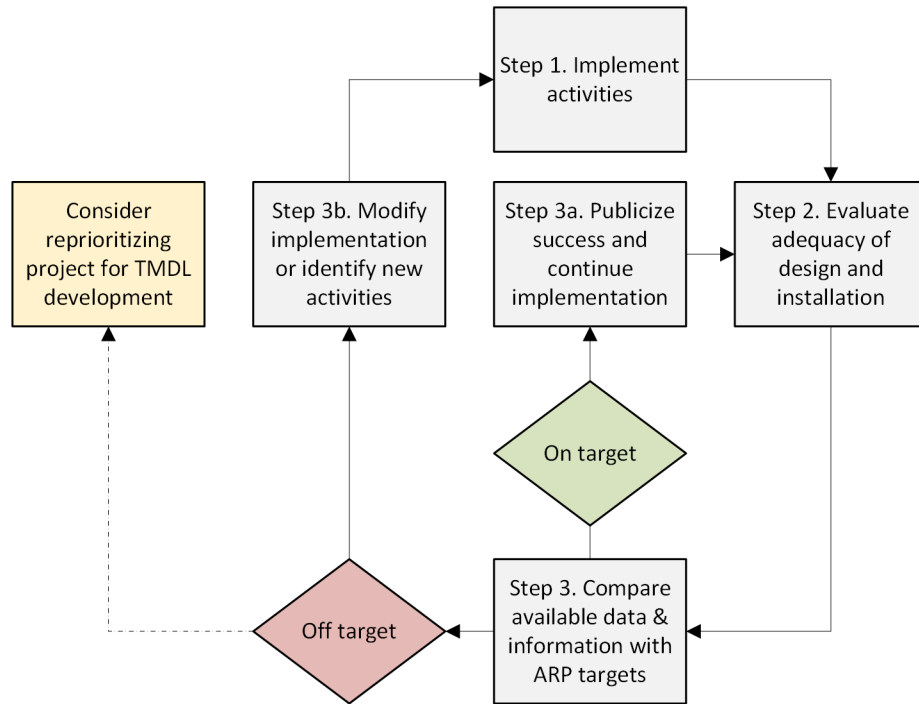 Step 1. Implement
activities
Consider
reprioritizing
project for TMDL
development
Step 3b. Modify
implementation
or identify new
activities
Step 3a. Publicize
success and
continue
implementation
Step 2. Evaluate
adequacy of
design and
installation
On target
Off target
Step 3. Compare
available data &
information with
ARP targets